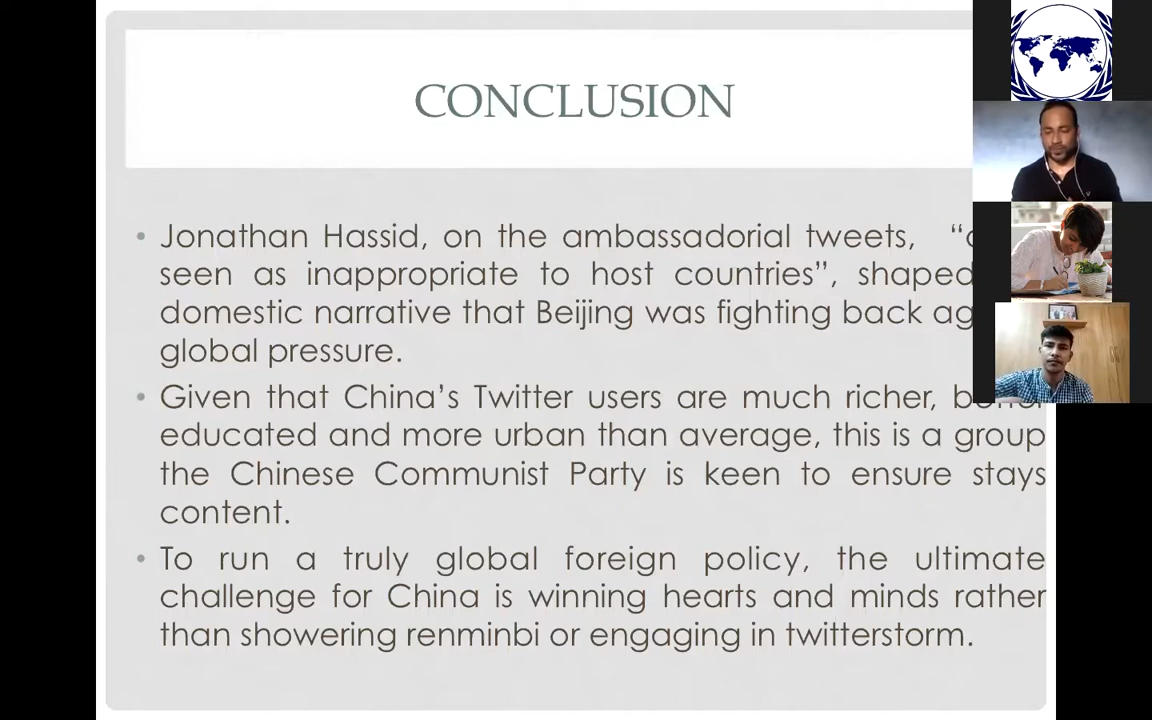 CONCLUSION
• Jonathan Hassid, on the ambassadorial tweets, “
seen as inappropriate to host countries”, shaped
domestic narrative that Beijing was fighting back
global pressure.
• Given that China’s Twitter users are much richer,
educated and more urban than average, this is a group
the Chinese Communist Party is keen to ensure stays
content.
• To run a truly global foreign policy, the ultimate
challenge for China is winning hearts and minds rather
than showering renminbi or engaging in twitterstorm.